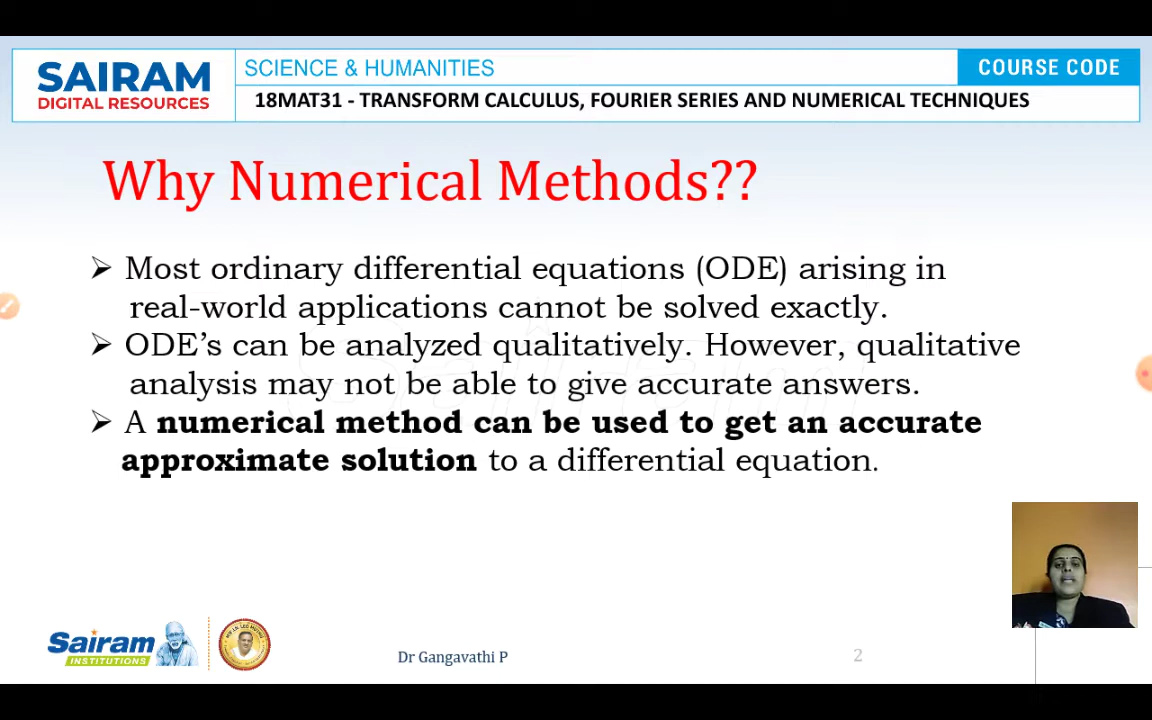 SAIRAM
DIGITAL RESOURCES
SCIENCE & HUMANITIES
COURSE CODE
18MAT31 - TRANSFORM CALCULUS, FOURIER SERIES AND NUMERICAL TECHNIQUES
Why Numerical Methods??
➢ Most ordinary differential equations (ODE) arising in
real-world applications cannot be solved exactly.
➢ ODE’s can be analyzed qualitatively. However, qualitative
analysis may not be able to give accurate answers.
➢ A numerical method can be used to get an accurate
approximate solution to a differential equation.
Sairam
INSTITUTIONS
Dr Gangavathi P
2